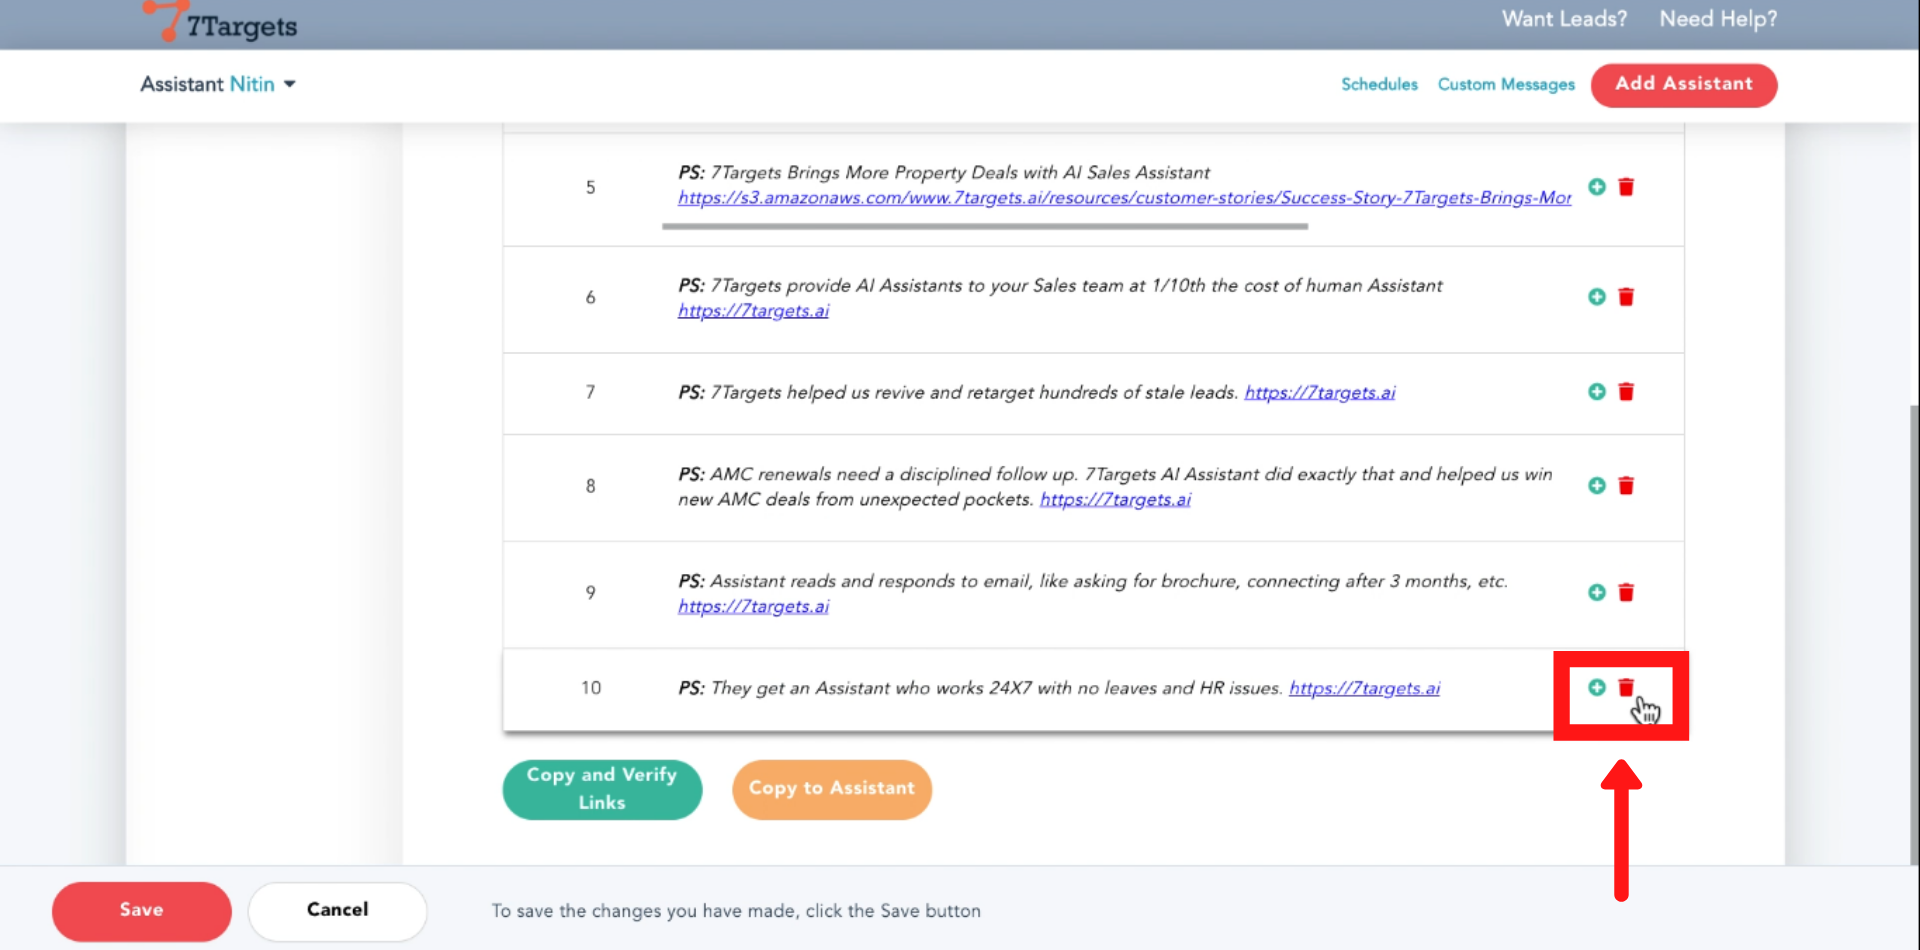 7Targets
Want Leads? Need Help?
Assistant Nitin
Schedules Custom Messages Add Assistant
5
PS: 7Targets Brings More Property Deals with AI Sales Assistant
https://s3.amazonaws.com/www.7targets.ai/resources/customer-stories/Success-Story-7Targets-Brings-Mor
6
PS: 7Targets provide AI Assistants to your Sales team at 1/10th the cost of human Assistant
https://7targets.ai
7
PS: 7Targets helped us revive and retarget hundreds of stale leads. https://7targets.ai
8
PS: AMC renewals need a disciplined follow up. 7Targets AI Assistant did exactly that and helped us win
new AMC deals from unexpected pockets. https://7targets.ai
9
PS: Assistant reads and responds to email, like asking for brochure, connecting after 3 months, etc.
https://7targets.ai
10
PS: They get an Assistant who works 24X7 with no leaves and HR issues. https://7targets.ai
Copy and Verify
Links
Copy to Assistant
Save
Cancel
To save the changes you have made, click the Save button